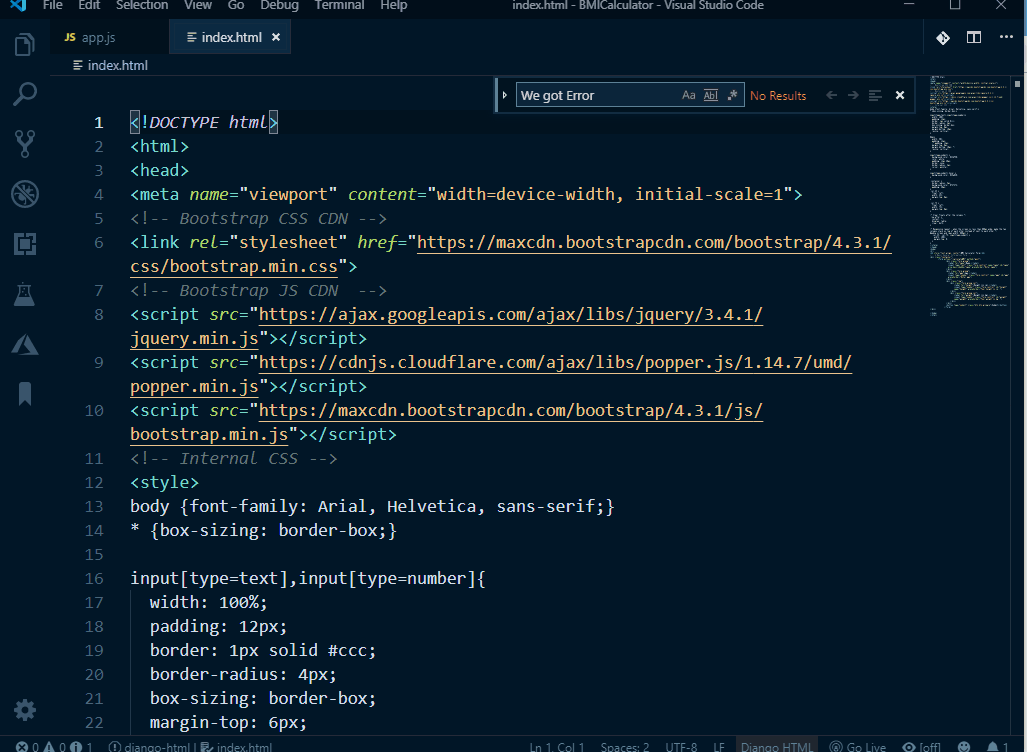 File Edit Selection View Go Debug Terminal Help index.html - BMICalculator - Visual Studio Code
JS app.js index.html ×
index.html
We got Error Aa Abl .* No Results
1 <!DOCTYPE html>
2 <html>
3 <head>
4 <meta name="viewport" content="width=device-width, initial-scale=1">
5 <!-- Bootstrap CSS CDN -->
6 <link rel="stylesheet" href="https://maxcdn.bootstrapcdn.com/bootstrap/4.3.1/
css/bootstrap.min.css">
7 <!-- Bootstrap JS CDN  -->
8 <script src="https://ajax.googleapis.com/ajax/libs/jquery/3.4.1/
jquery.min.js"></script>
9 <script src="https://cdnjs.cloudflare.com/ajax/libs/popper.js/1.14.7/umd/
popper.min.js"></script>
10 <script src="https://maxcdn.bootstrapcdn.com/bootstrap/4.3.1/js/
bootstrap.min.js"></script>
11 <!-- Internal CSS -->
12 <style>
13 body {font-family: Arial, Helvetica, sans-serif;}
14 * {box-sizing: border-box;}
15
16 input[type=text],input[type=number]{
17 width: 100%;
18 padding: 12px;
19 border: 1px solid #ccc;
20 border-radius: 4px;
21 box-sizing: border-box;
22 margin-top: 6px;
0 0 1 django-html | index.html Ln 1, Col 1 Spaces: 2 UTF-8 LF Django HTML Go Live [off] 1